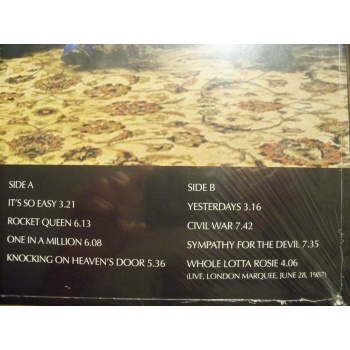 SIDE A
IT'S SO EASY 3.21
ROCKET QUEEN 6.13
ONE IN A MILLION 6.08
KNOCKING ON HEAVEN'S DOOR 5.36
SIDE B
YESTERDAYS 3.16
CIVIL WAR 7.42
SYMPATHY FOR THE DEVIL 7.35
WHOLE LOTTA ROSIE 4.06
(LIVE, LONDON MARQUEE, JUNE 28, 1987)